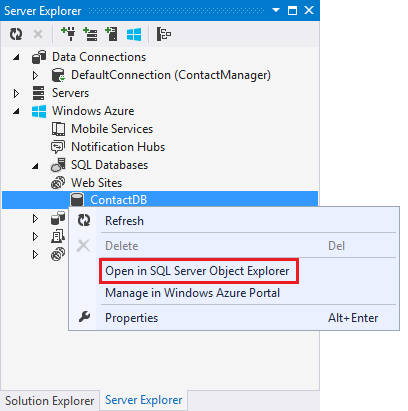 Server Explorer
Data Connections
DefaultConnection (ContactManager)
Servers
Windows Azure
Mobile Services
Notification Hubs
SQL Databases
Web Sites
ContactDB
Refresh
Delete Del
Open in SQL Server Object Explorer
Manage in Windows Azure Portal
Properties Alt+Enter
Solution Explorer Server Explorer